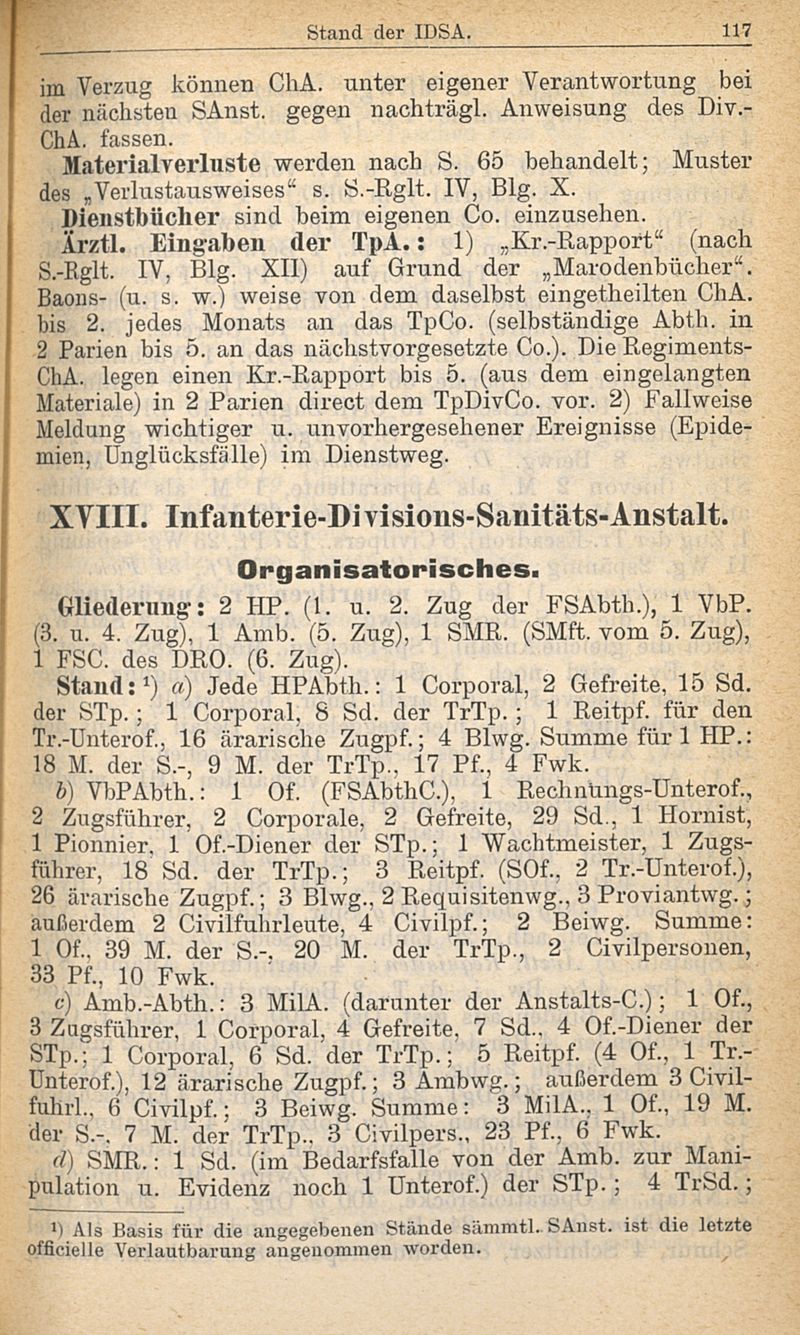 Stand der IDSA. 117
im Verzug können ChA. unter eigener Verantwortung bei
der nächsten SAnst. gegen nachträgl. Anweisung des Div.-
ChA. fassen.
Materialverluste werden nach S. 65 behandelt; Muster
des „Verlustausweises“ s. S.-Rglt. IV, Blg. X.
Dienstbücher sind beim eigenen Co. einzusehen.
Ärztl. Eingaben der TpA.: 1) „Kr.-Rapport“ (nach
S.-Rglt. IV, Blg. XII) auf Grund der „Marodenbücher“.
Baons- (u. s. w.) weise von dem daselbst eingetheilten ChA.
bis 2. jedes Monats an das TpCo. (selbständige Abth. in
2 Parien bis 5. an das nächstvorgesetzte Co.). Die Regiments-
ChA. legen einen Kr.-Rapport bis 5. (aus dem eingelangten
Materiale) in 2 Parien direct dem TpDivCo. vor. 2) Fallweise
Meldung wichtiger u. unvorhergesehener Ereignisse (Epide-
mien, Unglücksfälle) im Dienstweg.
XVIII. Infanterie-Divisions-Sanitäts-Anstalt.
Organisatorisches.
Gliederung: 2 HP. (1. u. 2. Zug der FSAbth.), 1 VbP.
(3. u. 4. Zug), 1 Amb. (5. Zug), 1 SMR. (SMft. vom 5. Zug),
1 FSC. des DRO. (6. Zug).
Stand:¹) a) Jede HPAbth.: 1 Corporal, 2 Gefreite, 15 Sd.
der STp.; 1 Corporal, 8 Sd. der TrTp.; 1 Reitpf. für den
Tr.-Unterof., 16 ärarische Zugpf.; 4 Blwg. Summe für 1 HP.:
18 M. der S.-, 9 M. der TrTp., 17 Pf., 4 Fwk.
b) VbPAbth.: 1 Of. (FSAbthC.), 1 Rechnungs-Unterof.,
2 Zugsführer, 2 Corporale, 2 Gefreite, 29 Sd., 1 Hornist,
1 Pionnier, 1 Of.-Diener der STp.; 1 Wachtmeister, 1 Zugs-
führer, 18 Sd. der TrTp.; 3 Reitpf. (SOf., 2 Tr.-Unterof.),
26 ärarische Zugpf.; 3 Blwg., 2 Requisitenwg., 3 Proviantwg.;
außerdem 2 Civilfuhrleute, 4 Civilpf.; 2 Beiwg. Summe:
1 Of., 39 M. der S.-, 20 M. der TrTp., 2 Civilpersonen,
33 Pf., 10 Fwk.
c) Amb.-Abth.: 3 MilA. (darunter der Anstalts-C.); 1 Of.,
3 Zugsführer, 1 Corporal, 4 Gefreite, 7 Sd., 4 Of.-Diener der
STp.; 1 Corporal, 6 Sd. der TrTp.; 5 Reitpf. (4 Of., 1 Tr.-
Unterof.), 12 ärarische Zugpf.; 3 Ambwg.; außerdem 3 Civil-
fuhrl., 6 Civilpf.; 3 Beiwg. Summe: 3 MilA., 1 Of., 19 M.
der S.-, 7 M. der TrTp., 3 Civilpers., 23 Pf., 6 Fwk.
d) SMR.: 1 Sd. (im Bedarfsfalle von der Amb. zur Mani-
pulation u. Evidenz noch 1 Unterof.) der STp.; 4 TrSd.;
¹) Als Basis für die angegebenen Stände sämmtl. SAnst. ist die letzte
officielle Verlautbarung angenommen worden.